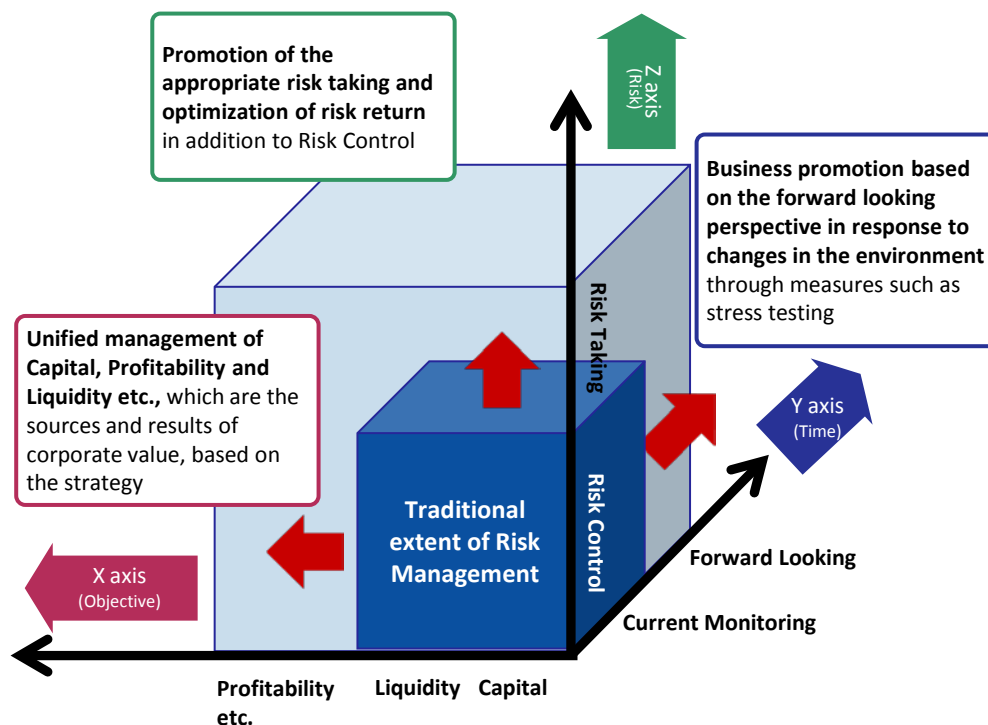 Promotion of the
appropriate risk taking and
optimization of risk return
in addition to Risk Control
Z axis
(Risk)
Business promotion based
on the forward looking
perspective in response to
changes in the environment
through measures such as
stress testing
Risk Taking
Unified management of
Capital, Profitability and
Liquidity etc., which are the
sources and results of
corporate value, based on
the strategy
Y axis
(Time)
Traditional
extent of Risk
Management
Risk Control
X axis
(Objective)
Forward Looking
Current Monitoring
Profitability
etc.
Liquidity
Capital